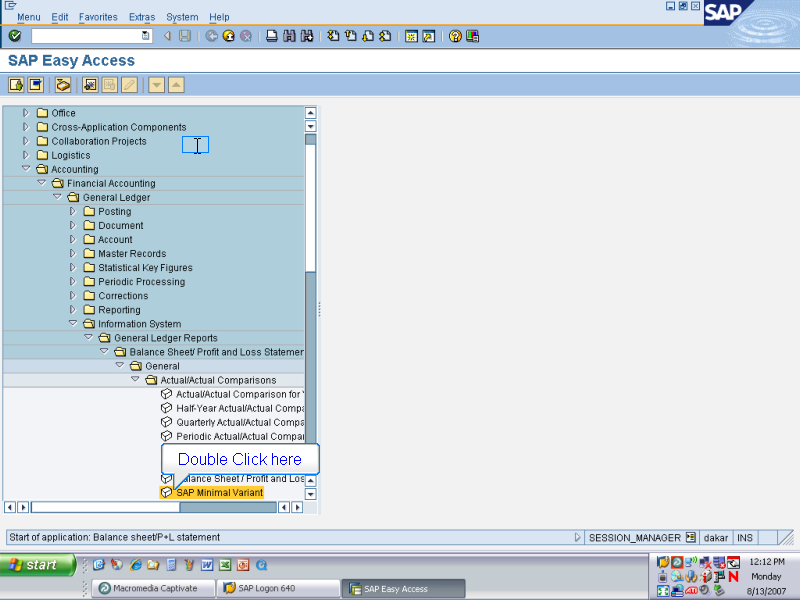 Menu Edit Favorites Extras System Help
SAP
SAP Easy Access
Office
Cross-Application Components
Collaboration Projects
Logistics
Accounting
Financial Accounting
General Ledger
Posting
Document
Account
Master Records
Statistical Key Figures
Periodic Processing
Corrections
Reporting
Information System
General Ledger Reports
Balance Sheet/ Profit and Loss Statemen
General
Actual/Actual Comparisons
Actual/Actual Comparison for
Half-Year Actual/Actual Compa
Quarterly Actual/Actual Compa
Periodic Actual/Actual Compar
Double Click here
Balance Sheet / Profit and Los
SAP Minimal Variant
Start of application: Balance sheet/P+L statement SESSION_MANAGER dakar INS
start 12:12 PM
Monday
Macromedia Captivate SAP Logon 640 SAP Easy Access 8/13/2007